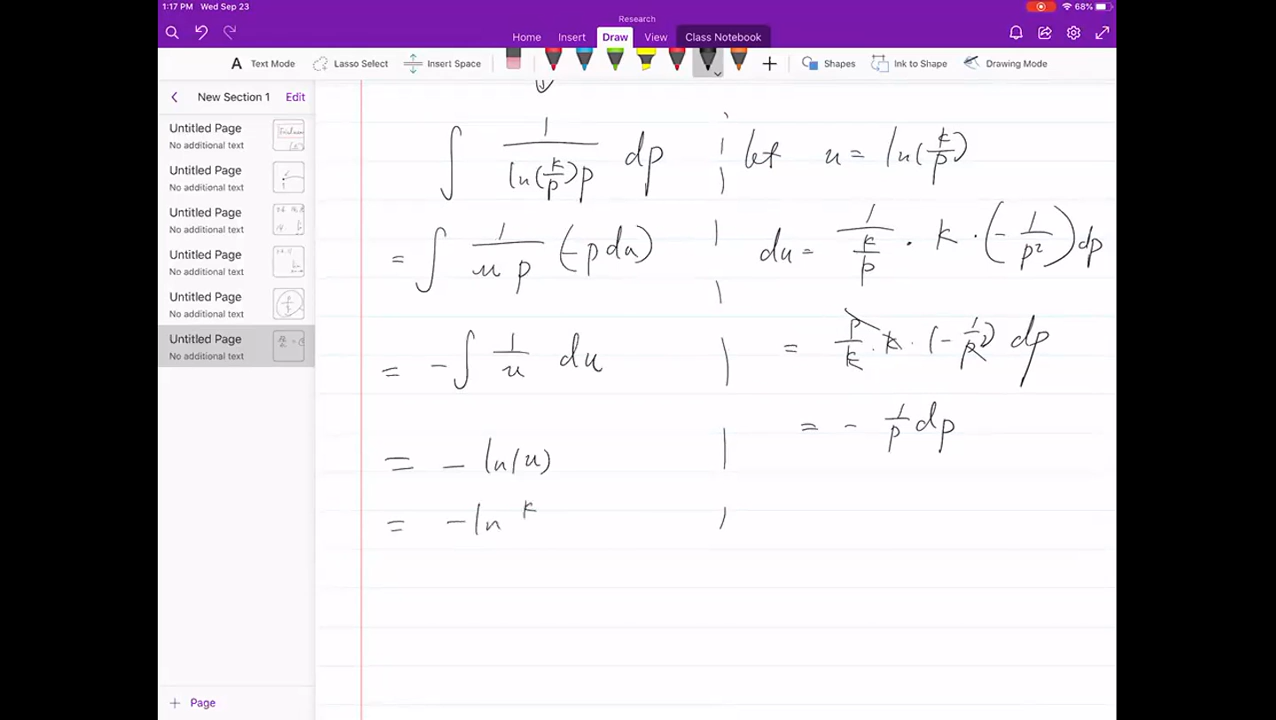 1:17 PM Wed Sep 23
68%
Research
Home Insert Draw View Class Notebook
A Text Mode Lasso Select Insert Space Shapes Ink to Shape Drawing Mode
New Section 1 Edit
Untitled Page
No additional text
Untitled Page
No additional text
Untitled Page
No additional text
Untitled Page
No additional text
Untitled Page
No additional text
Untitled Page
No additional text
+ Page
∫ 1/(ln(k/p)p) dp
let u = ln(k/p)
= ∫ 1/(u p) (-p du)
du = 1/(k/p) · k · (-1/p²) dp
= -∫ 1/u du
= p/k · k · (-1/p²) dp
= - 1/p dp
= - ln(u)
= -ln k